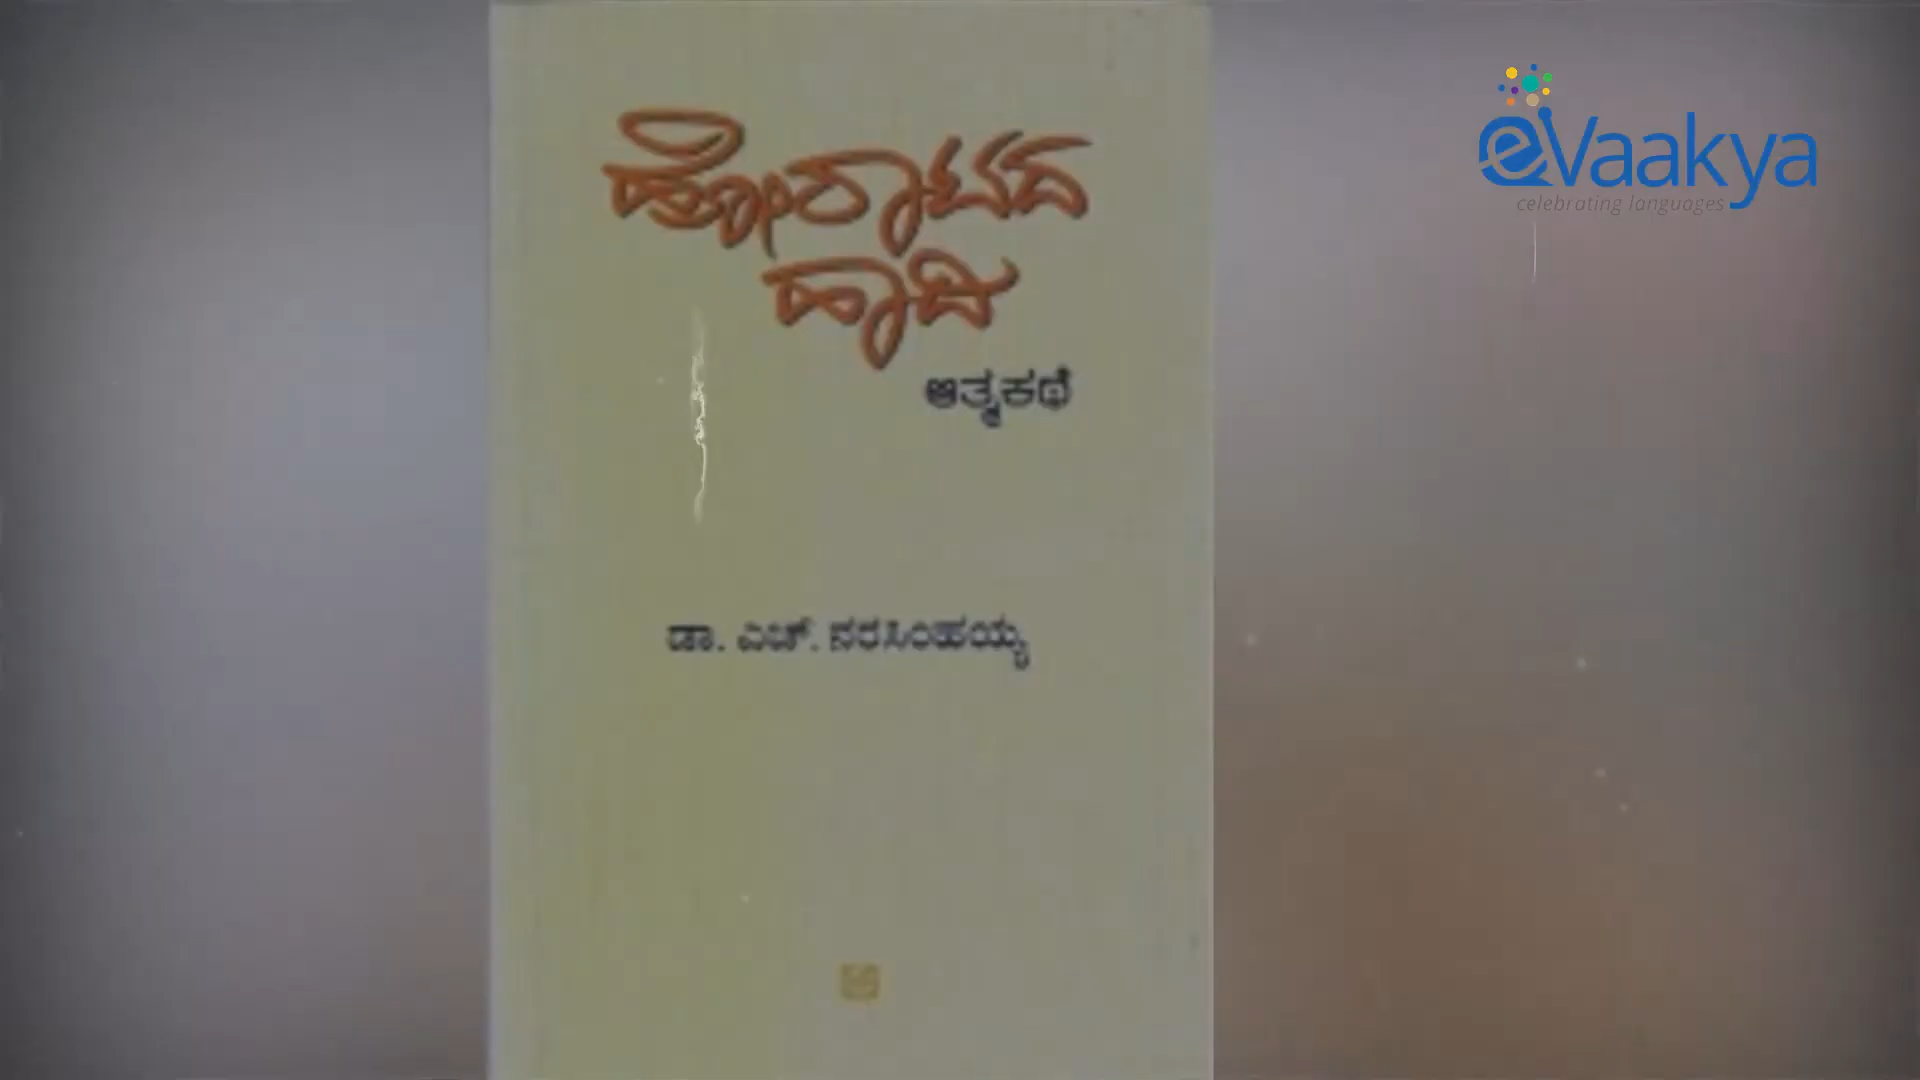 ಹೋರಾಟದ
ಹಾದಿ
ಆತ್ಮಕಥೆ
ಡಾ. ಎಚ್. ನರಸಿಂಹಯ್ಯ
eVaakya
celebrating languages